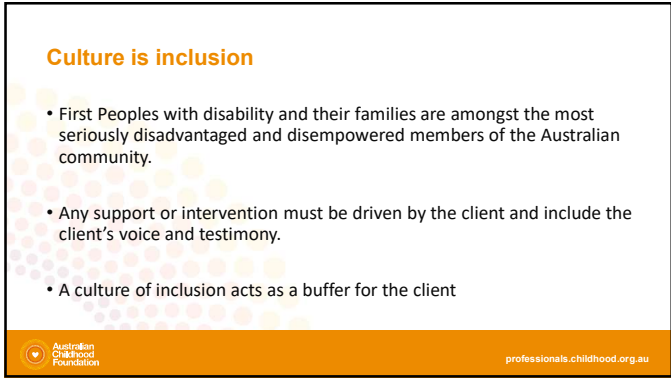 Culture is inclusion
• First Peoples with disability and their families are amongst the most
seriously disadvantaged and disempowered members of the Australian
community.
• Any support or intervention must be driven by the client and include the
client's voice and testimony.
• A culture of inclusion acts as a buffer for the client
Australian
Childhood
Foundation
professionals.childhood.org.au